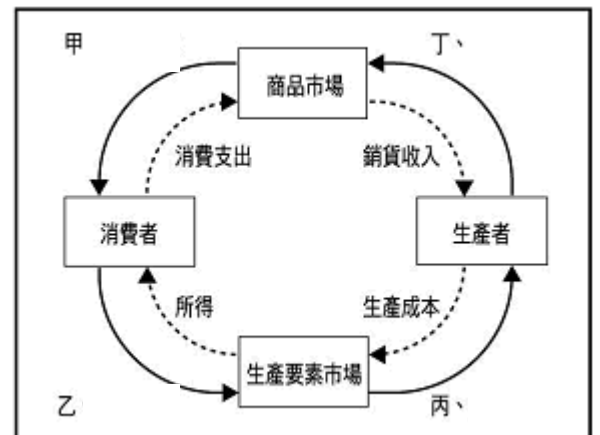 甲
丁、
商品市場
消費支出
銷貨收入
消費者
生產者
所得
生產成本
生產要素市場
乙
丙、